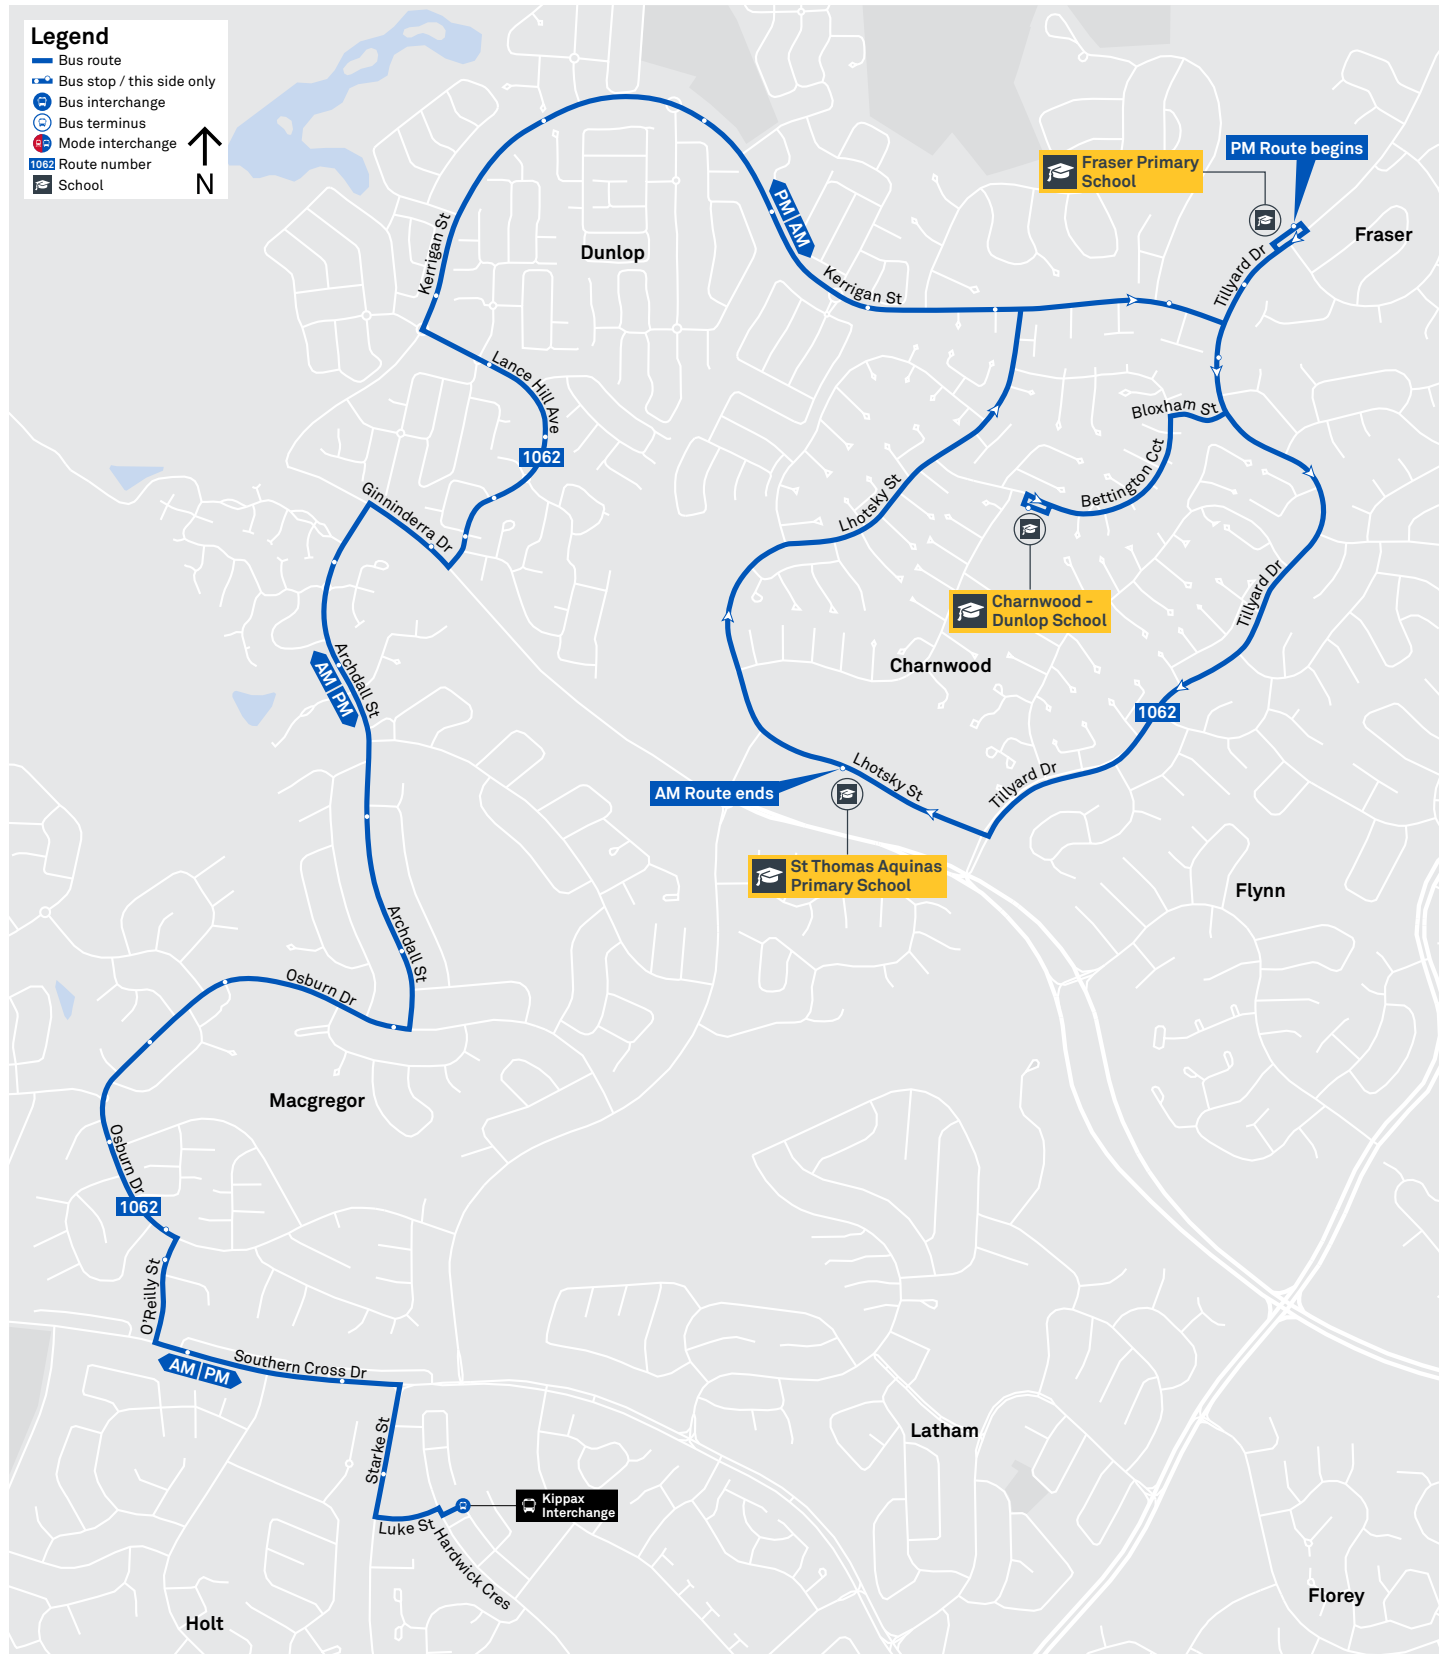 Legend
Bus route
Bus stop / this side only
Bus interchange
Bus terminus
Mode interchange
1062 Route number
School
N
PM Route begins
Fraser Primary
School
Fraser
Dunlop
Kerrigan St
PM AM
Kerrigan St
Tillyard Dr
Lance Hill Ave
1062
Bloxham St
Bettington Cct
Ginninderra Dr
Lhotsky St
Charnwood -
Dunlop School
Tillyard Dr
Charnwood
Archdall St
AM PM
1062
Lhotsky St
Tillyard Dr
AM Route ends
St Thomas Aquinas
Primary School
Flynn
Archdall St
Osburn Dr
Macgregor
Osburn Dr
1062
O'Reilly St
Southern Cross Dr
AM PM
Starke St
Latham
Kippax
Interchange
Luke St
Hardwick Cres
Holt
Florey